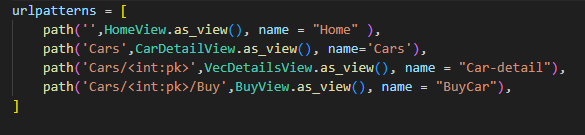 urlpatterns = [
    path('',HomeView.as_view(), name = "Home" ),
    path('Cars',CarDetailView.as_view(), name='Cars'),
    path('Cars/<int:pk>',VecDetailsView.as_view(), name = "Car-detail"),
    path('Cars/<int:pk>/Buy',BuyView.as_view(), name = "BuyCar"),
]